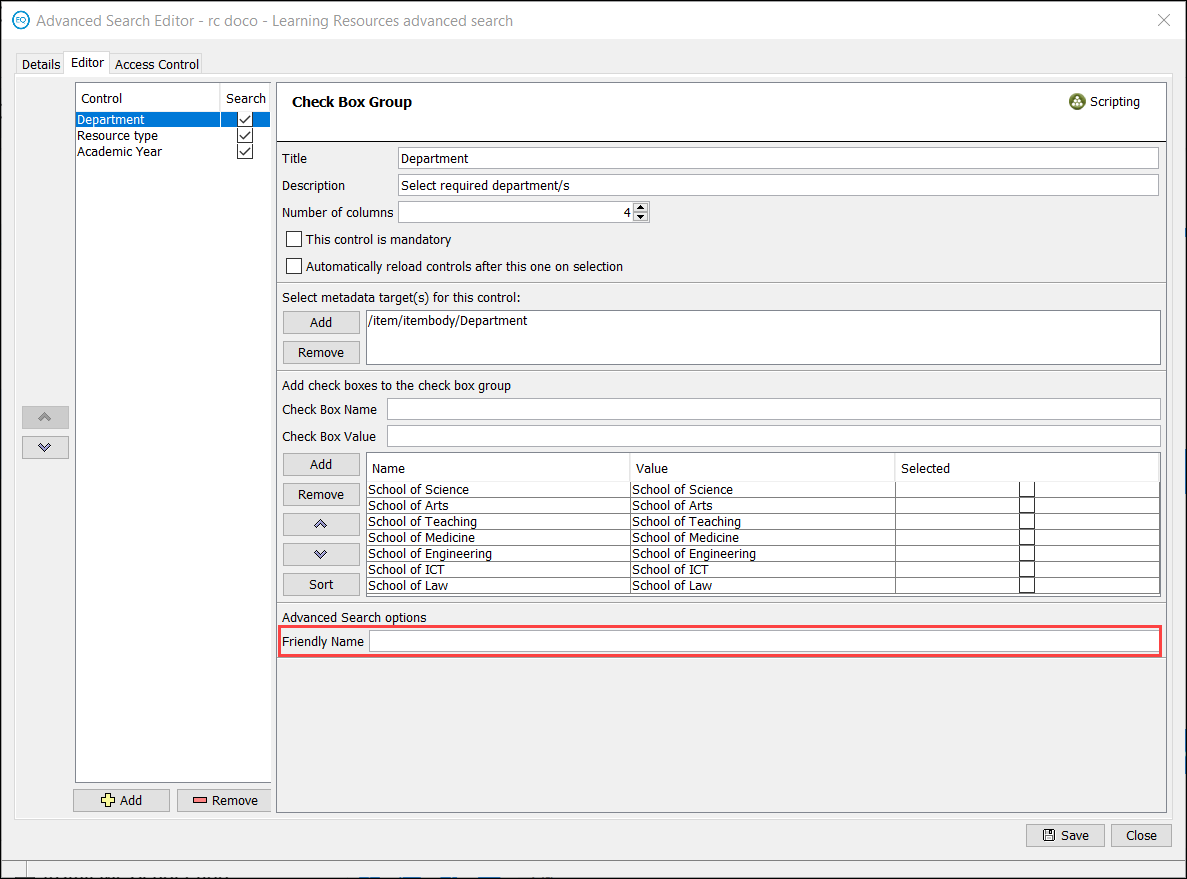 EQ Advanced Search Editor - rc doco - Learning Resources advanced search
Details Editor Access Control
Control Search
Department
Resource type
Academic Year
Add Remove
Check Box Group Scripting
Title Department
Description Select required department/s
Number of columns 4
This control is mandatory
Automatically reload controls after this one on selection
Select metadata target(s) for this control:
Add /item/itembody/Department
Remove
Add check boxes to the check box group
Check Box Name
Check Box Value
Add
Remove
Sort
Name Value Selected
School of Science School of Science
School of Arts School of Arts
School of Teaching School of Teaching
School of Medicine School of Medicine
School of Engineering School of Engineering
School of ICT School of ICT
School of Law School of Law
Advanced Search options
Friendly Name
Save Close